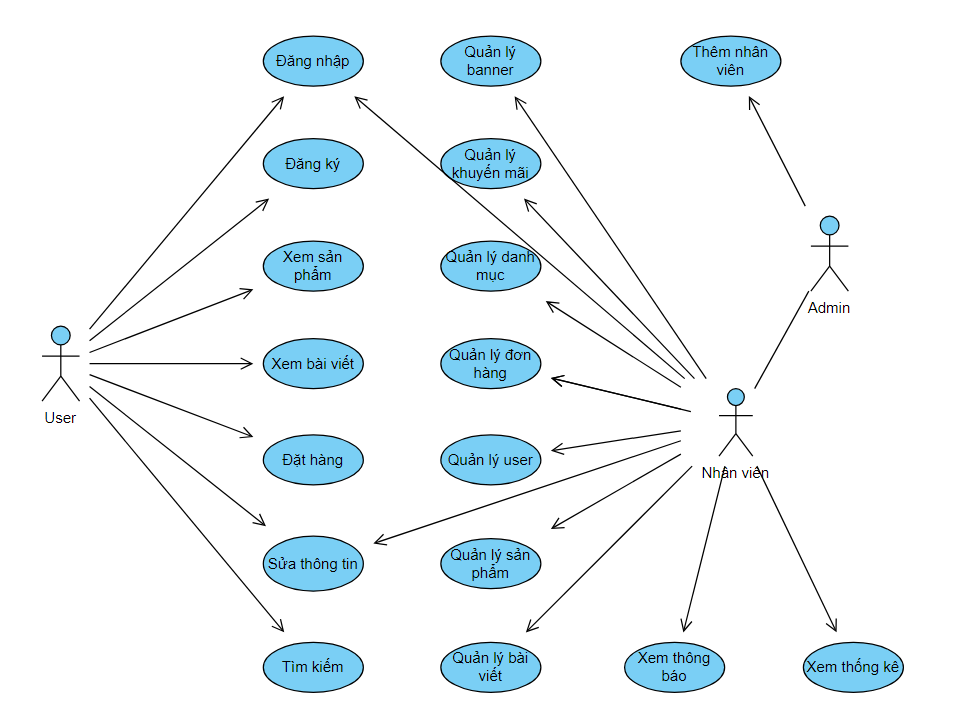 Đăng nhập
Quản lý
banner
Thêm nhân
viên
Đăng ký
Quản lý
khuyến mãi
Xem sản
phẩm
Quản lý danh
mục
Admin
Xem bài viết
Quản lý đơn
hàng
User
Đặt hàng
Quản lý user
Nhân viên
Sửa thông tin
Quản lý sản
phẩm
Tìm kiếm
Quản lý bài
viết
Xem thông
báo
Xem thống kê